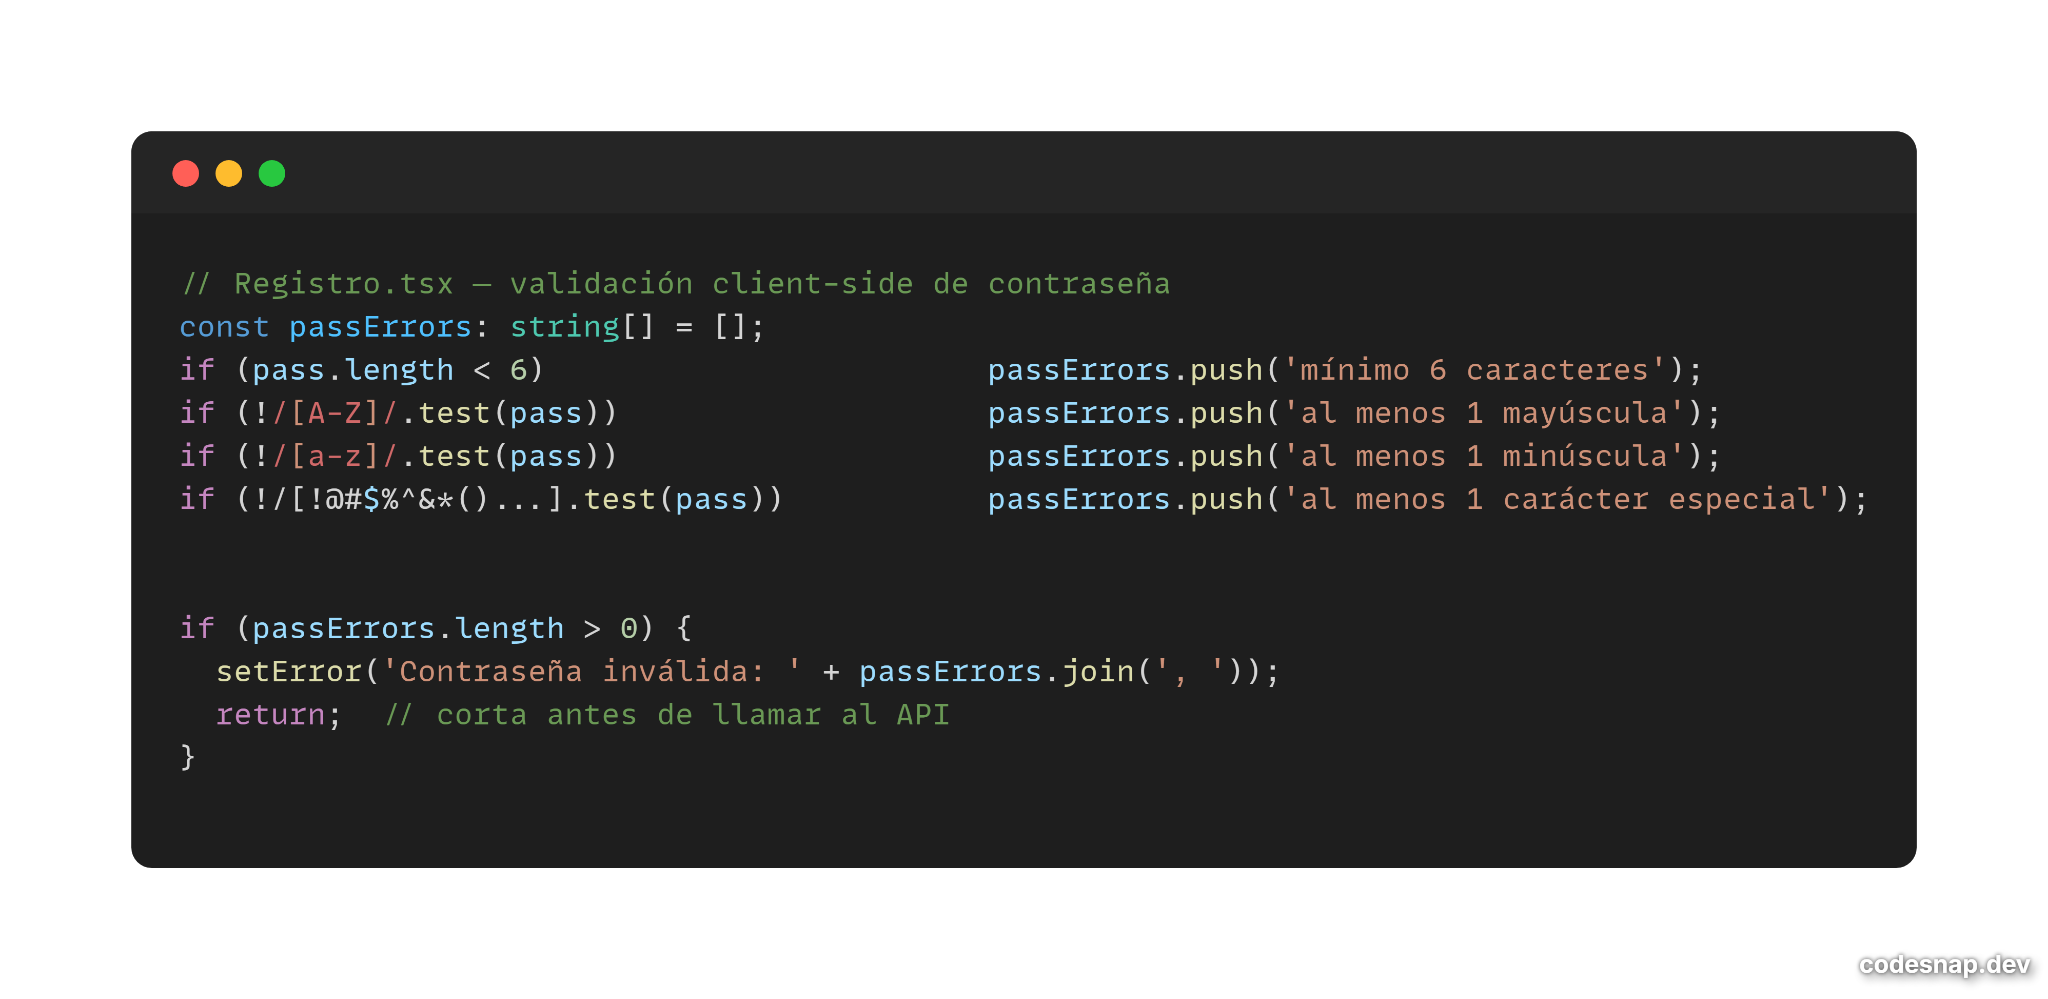 // Registro.tsx — validación client-side de contraseña
const passErrors: string[] = [];
if (pass.length < 6)                        passErrors.push('mínimo 6 caracteres');
if (!/[A-Z]/.test(pass))                    passErrors.push('al menos 1 mayúscula');
if (!/[a-z]/.test(pass))                    passErrors.push('al menos 1 minúscula');
if (!/[!@#$%^&*()...].test(pass))           passErrors.push('al menos 1 carácter especial');
if (passErrors.length > 0) {
  setError('Contraseña inválida: ' + passErrors.join(', '));
  return;  // corta antes de llamar al API
}
codesnap.dev